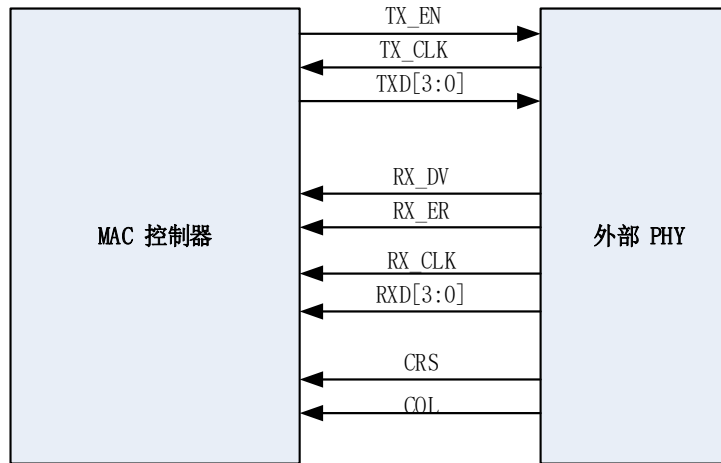 TX_EN
TX_CLK
TXD[3:0]
RX_DV
RX_ER
MAC 控制器
外部 PHY
RX_CLK
RXD[3:0]
CRS
COL